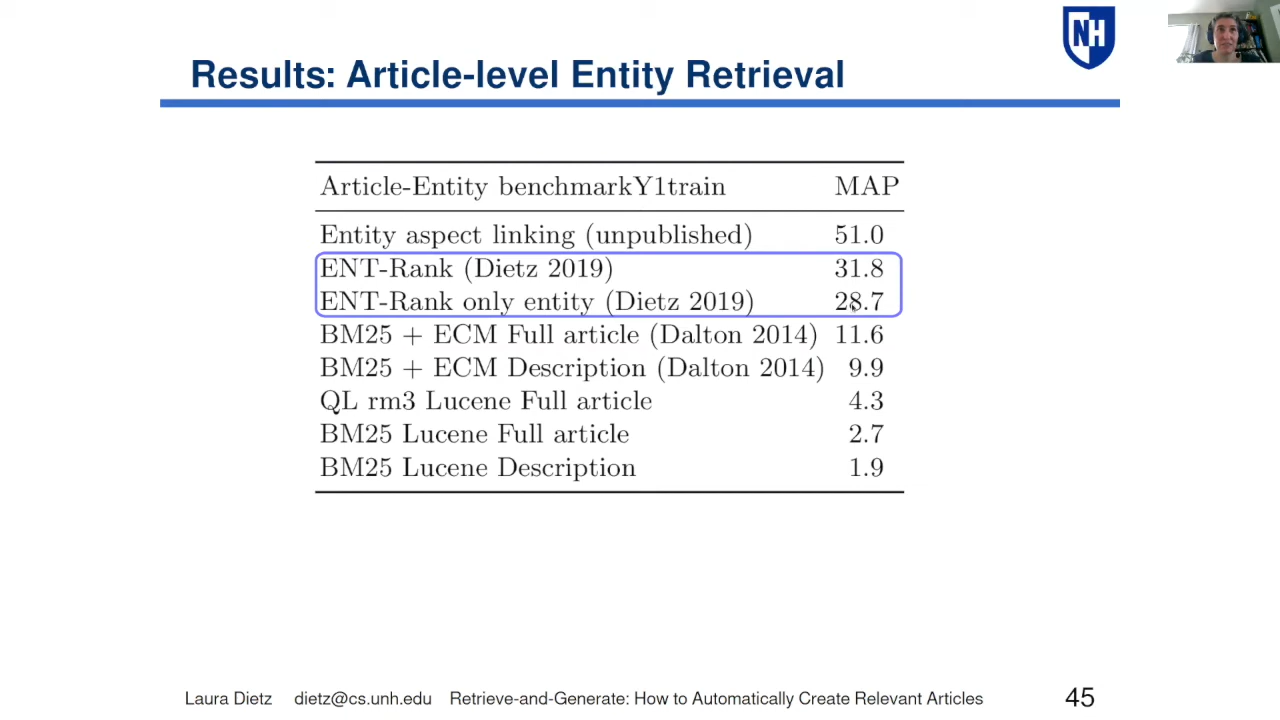 NH
Results: Article-level Entity Retrieval
Article-Entity benchmarkY1train MAP
Entity aspect linking (unpublished) 51.0
ENT-Rank (Dietz 2019) 31.8
ENT-Rank only entity (Dietz 2019) 28.7
BM25 + ECM Full article (Dalton 2014) 11.6
BM25 + ECM Description (Dalton 2014) 9.9
QL rm3 Lucene Full article 4.3
BM25 Lucene Full article 2.7
BM25 Lucene Description 1.9
Laura Dietz dietz@cs.unh.edu Retrieve-and-Generate: How to Automatically Create Relevant Articles 45